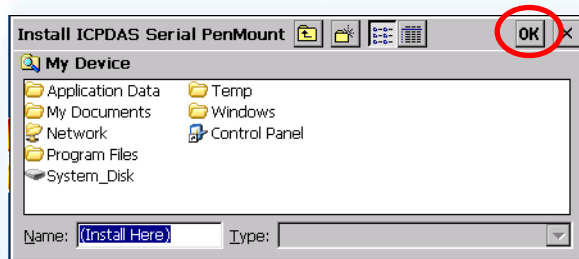 Install ICPDAS Serial PenMount OK ×
My Device
Application Data Temp
My Documents Windows
Network Control Panel
Program Files
System_Disk
Name: (Install Here) Type: